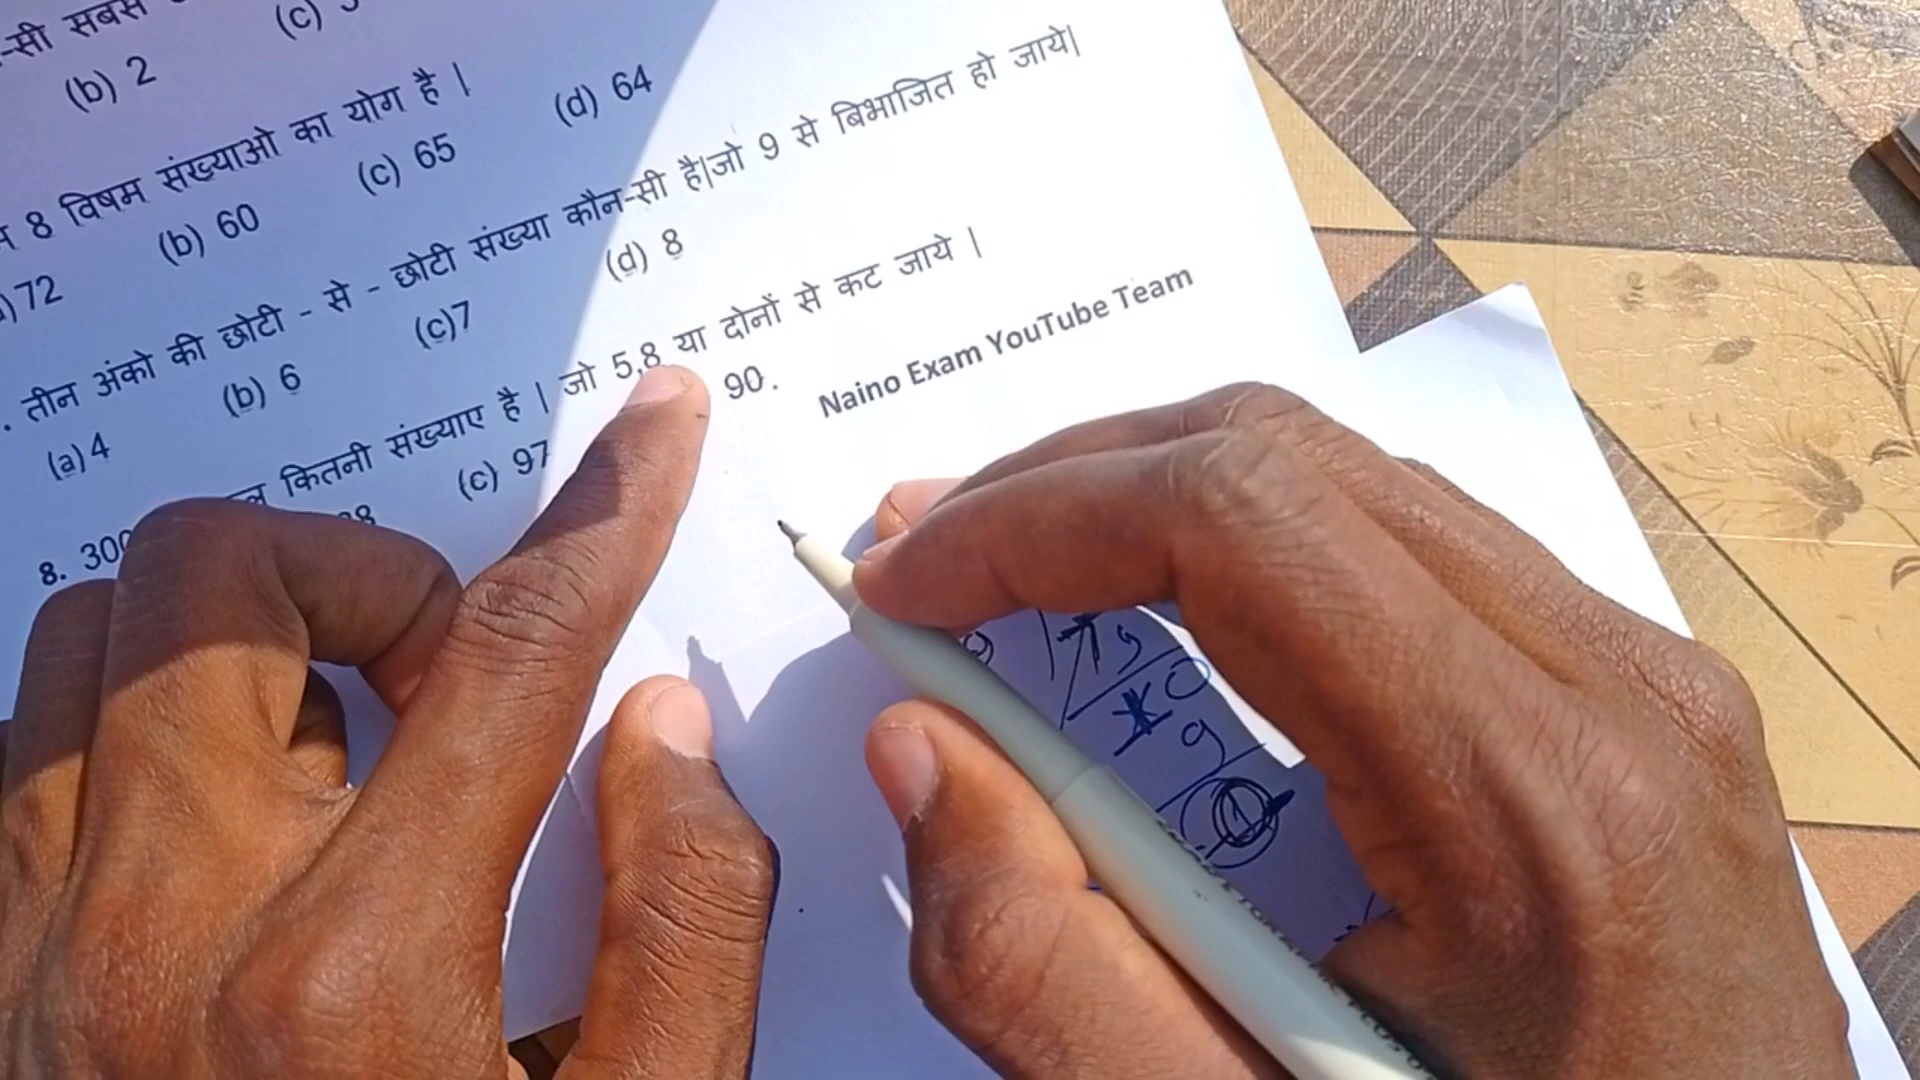 -सी सबसे
(b) 2 (c)
8 विषम संख्याओ का योग है |
72 (b) 60 (c) 65 (d) 64
. तीन अंको की छोटी - से - छोटी संख्या कौन-सी है|जो 9 से बिभाजित हो जाये|
(a) 4 (b) 6 (c)7 (d) 8
8. 300 कितनी संख्याए है | जो 5,8 या दोनों से कट जाये |
(c) 97 90.
Naino Exam YouTube Team